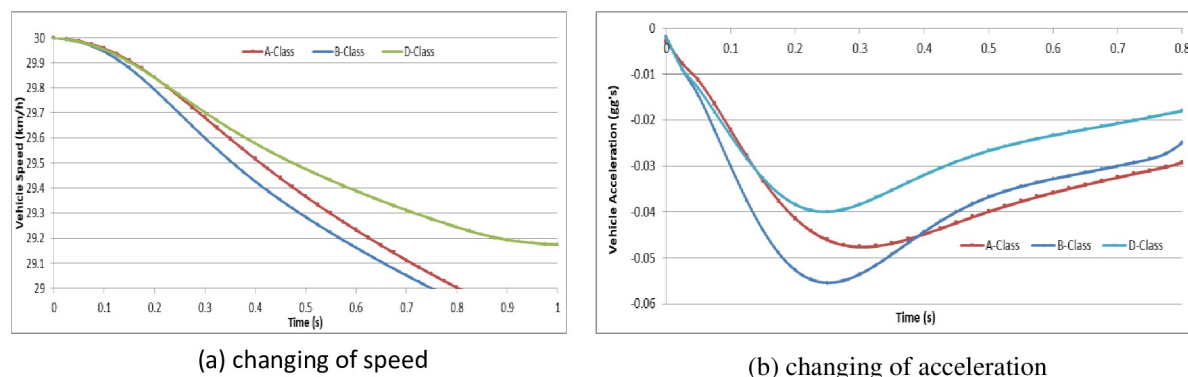 30
29.9
29.8
29.7
29.6
29.5
29.4
29.3
29.2
29.1
29
Vehicle Speed (km/h)
A-Class B-Class D-Class
0 0.1 0.2 0.3 0.4 0.5 0.6 0.7 0.8 0.9 1
Time (s)
(a) changing of speed
-0
-0.01
-0.02
-0.03
-0.04
-0.05
-0.06
Vehicle Acceleration (gg's)
0 0.1 0.2 0.3 0.4 0.5 0.6 0.7 0.8
A-Class B-Class D-Class
Time (s)
(b) changing of acceleration